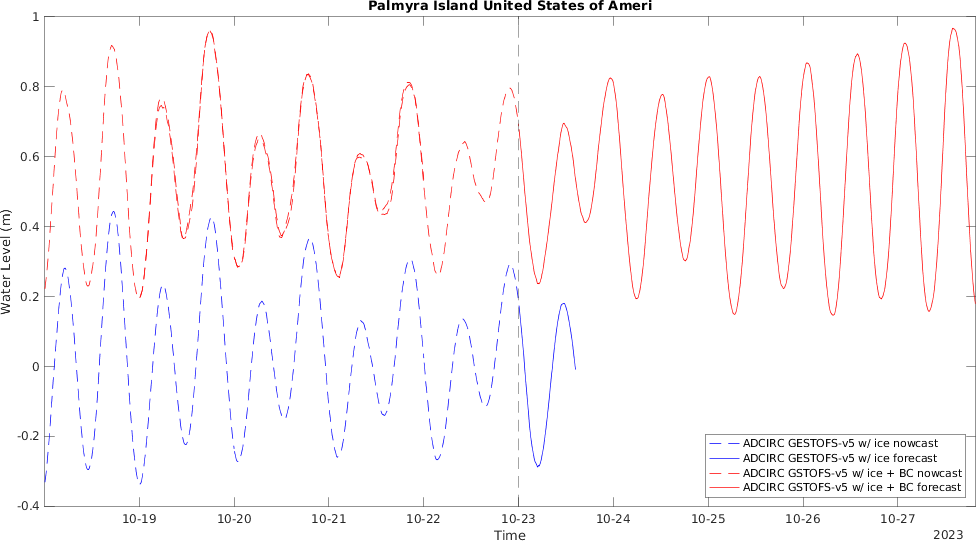 Palmyra Island United States of Ameri
Water Level (m)
1
0.8
0.6
0.4
0.2
0
-0.2
-0.4
ADCIRC GESTOFS-v5 w/ ice nowcast
ADCIRC GESTOFS-v5 w/ ice forecast
ADCIRC GSTOFS-v5 w/ ice + BC nowcast
ADCIRC GSTOFS-v5 w/ ice + BC forecast
10-19 10-20 10-21 10-22 10-23 10-24 10-25 10-26 10-27
Time
2023